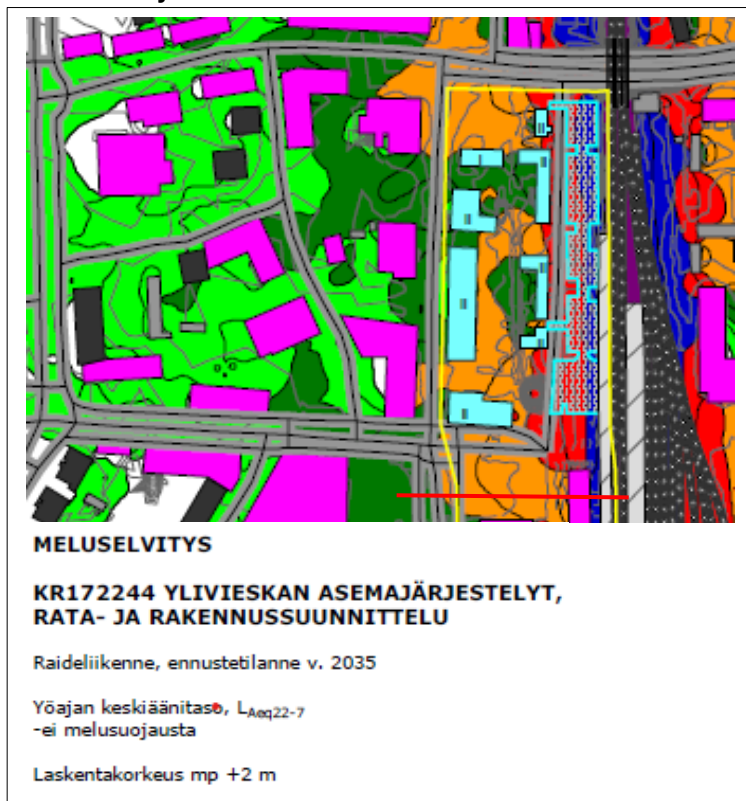 MELUSELVITYS
KR172244 YLIVIESKAN ASEMAJÄRJESTELYT,
RATA- JA RAKENNUSSUUNNITTELU
Raideliikenne, ennustetilanne v. 2035
Yöajan keskiäänitaso, LAeq22-7
-ei melusuojausta
Laskentakorkeus mp +2 m